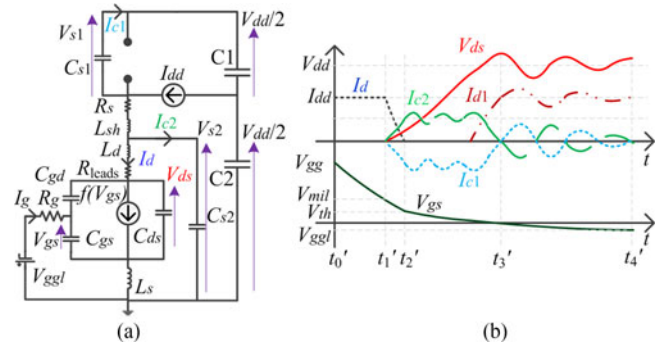 Ic1
Vs1
Cs1
Vdd/2
C1
Idd
Rs
Lsh
Ic2
Ld
Id
Vs2
Vdd/2
C2
Rleads
Cgd
f(Vgs)
Vds
Ig
Rg
Vgs
Cgs
Cds
Cs2
Vggl
Ls
(a)
Vds
Vdd
Id
Idd
Ic2
Id1
t
Vgg
Ic1
Vmil
Vth
Vgs
Vggl
t
t0'
t1'
t2'
t3'
t4'
(b)